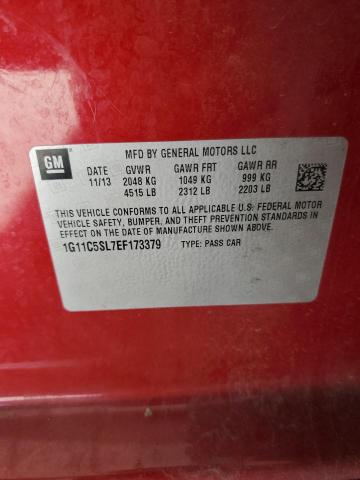 GM
MFD BY GENERAL MOTORS LLC
DATE GVWR GAWR FRT GAWR RR
11/13 2048 KG 1049 KG 999 KG
4515 LB 2312 LB 2203 LB
THIS VEHICLE CONFORMS TO ALL APPLICABLE U.S. FEDERAL MOTOR
VEHICLE SAFETY, BUMPER, AND THEFT PREVENTION STANDARDS
IN EFFECT ON THE DATE OF MANUFACTURE SHOWN ABOVE.
1G11C5SL7EF173379 TYPE: PASS CAR